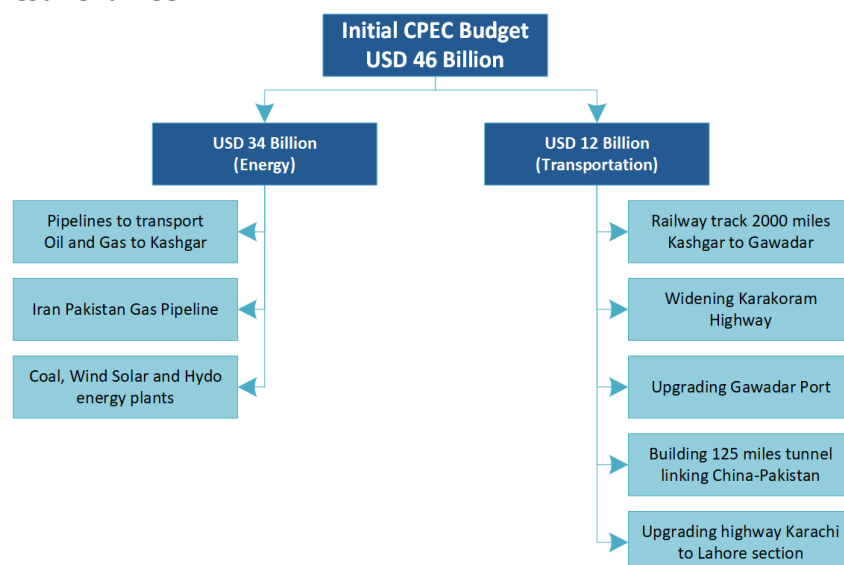 Initial CPEC Budget
USD 46 Billion
USD 34 Billion
(Energy)
USD 12 Billion
(Transportation)
Pipelines to transport
Oil and Gas to Kashgar
Iran Pakistan Gas Pipeline
Coal, Wind Solar and Hydo
energy plants
Railway track 2000 miles
Kashgar to Gawadar
Widening Karakoram
Highway
Upgrading Gawadar Port
Building 125 miles tunnel
linking China-Pakistan
Upgrading highway Karachi
to Lahore section